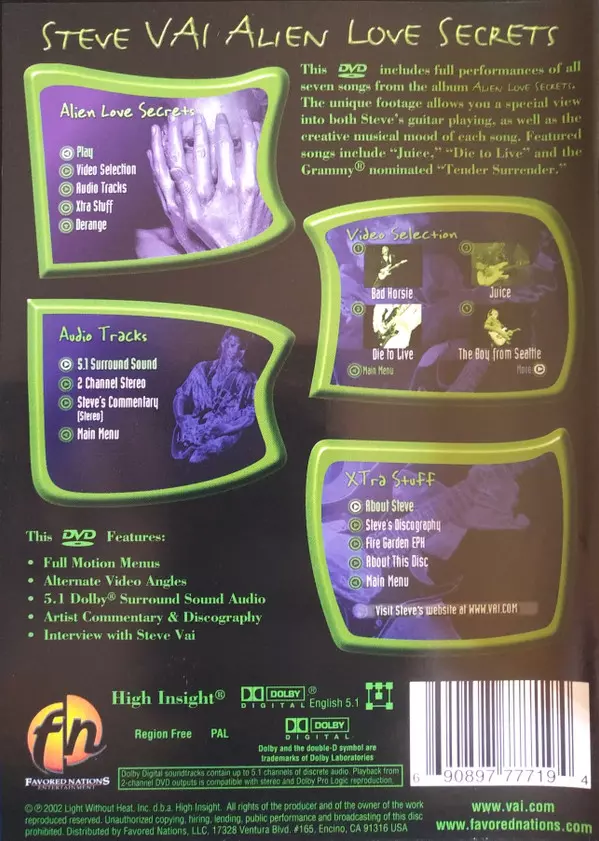 STEVE VAI ALIEN LOVE SECRETS
This DVD includes full performances of all
seven songs from the album ALIEN LOVE SECRETS.
The unique footage allows you a special view
into both Steve's guitar playing, as well as the
creative musical mood of each song. Featured
songs include "Juice," "Die to Live" and the
Grammy® nominated "Tender Surrender."
Alien Love Secrets
Play
Video Selection
Audio Tracks
Xtra Stuff
Derange
Video Selection
1
2
Bad Horsie
Juice
3
4
Die to Live
The Boy from Seattle
Main Menu
More
Audio Tracks
5.1 Surround Sound
2 Channel Stereo
Steve's Commentary
(Stereo)
Main Menu
XTra Stuff
About Steve
Steve's Discography
Fire Garden EPK
About This Disc
Main Menu
Visit Steve's website at WWW.VAI.COM
This DVD Features:
• Full Motion Menus
• Alternate Video Angles
• 5.1 Dolby® Surround Sound Audio
• Artist Commentary & Discography
• Interview with Steve Vai
fn
FAVORED NATIONS
ENTERTAINMENT
High Insight®
DOLBY®
DIGITAL English 5.1
Region Free PAL
DOLBY
DIGITAL
Dolby and the double-D symbol are
trademarks of Dolby Laboratories
Dolby Digital soundtracks contain up to 5.1 channels of discrete audio. Playback from
2-channel DVD outputs is compatible with stereo and Dolby Pro Logic reproduction.
6 90897 77719 4
©℗ 2002 Light Without Heat, Inc. d.b.a. High Insight. All rights of the producer and of the owner of the work
reproduced reserved. Unauthorized copying, hiring, lending, public performance and broadcasting of this disc
prohibited. Distributed by Favored Nations, LLC, 17328 Ventura Blvd. #165, Encino, CA 91316 USA
www.vai.com
www.favorednations.com